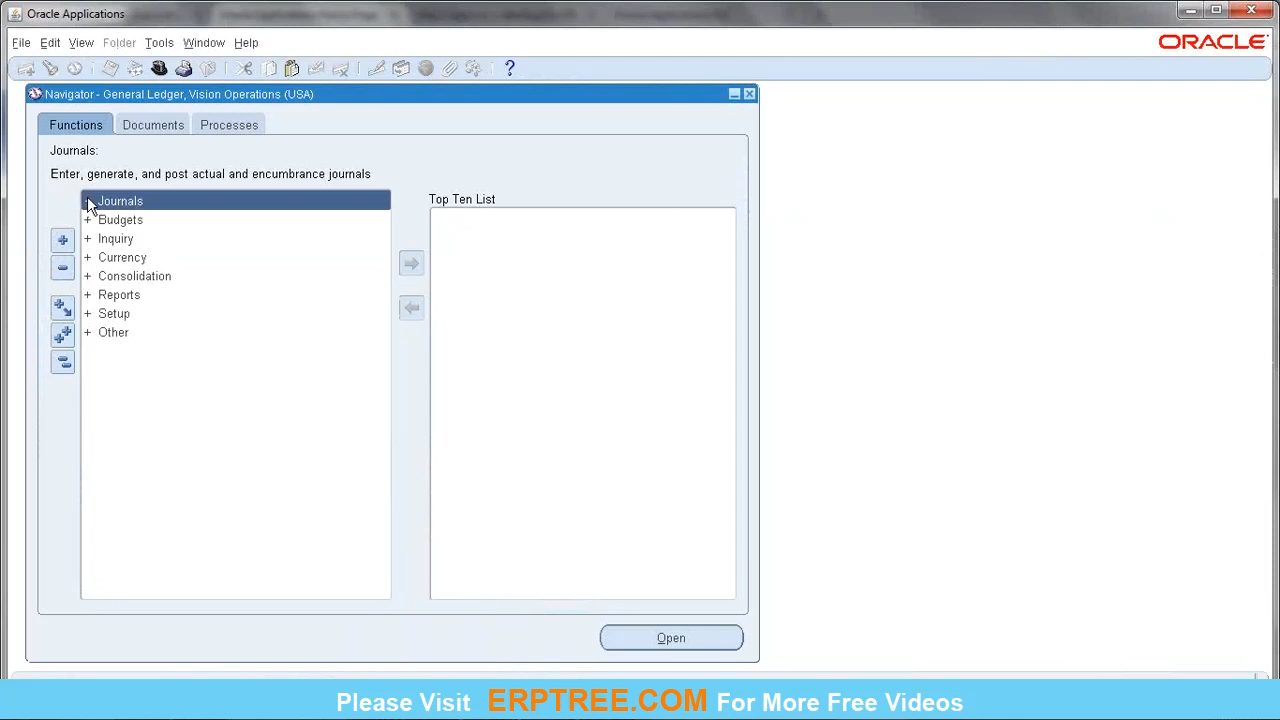 Oracle Applications
File Edit View Folder Tools Window Help
ORACLE
Navigator - General Ledger, Vision Operations (USA)
Functions Documents Processes
Journals:
Enter, generate, and post actual and encumbrance journals
Journals
Top Ten List
+ Budgets
+ Inquiry
+ Currency
+ Consolidation
+ Reports
+ Setup
+ Other
Open
Please Visit ERPTREE.COM For More Free Videos